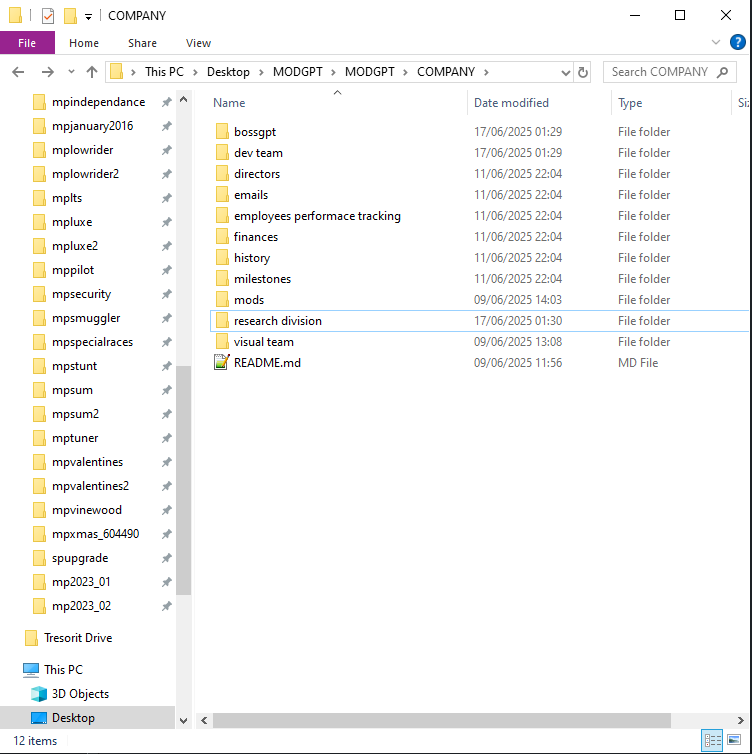 COMPANY
File Home Share View
This PC Desktop MODGPT MODGPT COMPANY Search COMPANY
Name Date modified Type Siz
mpindependance
mpjanuary2016
mplowrider
mplowrider2
mplts
mpluxe
mpluxe2
mppilot
mpsecurity
mpsmuggler
mpspecialraces
mpstunt
mpsum
mpsum2
mptuner
mpvalentines
mpvalentines2
mpvinewood
mpxmas_604490
spupgrade
mp2023_01
mp2023_02
Tresorit Drive
This PC
3D Objects
Desktop
bossgpt 17/06/2025 01:29 File folder
dev team 17/06/2025 01:29 File folder
directors 11/06/2025 22:04 File folder
emails 11/06/2025 22:04 File folder
employees performace tracking 11/06/2025 22:04 File folder
finances 11/06/2025 22:04 File folder
history 11/06/2025 22:04 File folder
milestones 11/06/2025 22:04 File folder
mods 09/06/2025 14:03 File folder
research division 17/06/2025 01:30 File folder
visual team 09/06/2025 13:08 File folder
README.md 09/06/2025 11:56 MD File
12 items